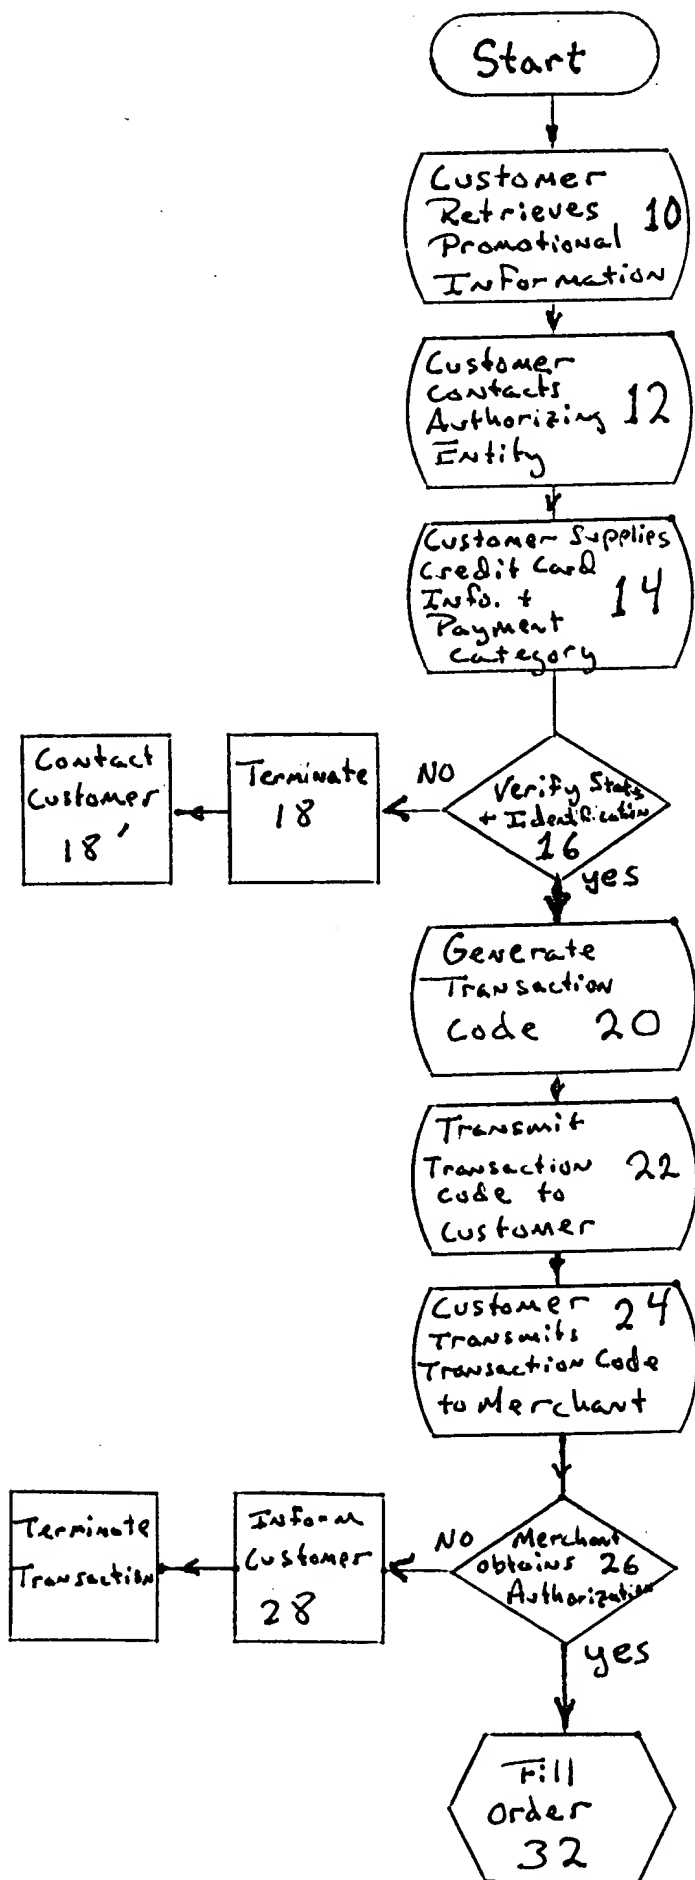 Start
Customer
Retrieves 10
Promotional
Information
Customer
Contacts
Authorizing 12
Entity
Customer Supplies
Credit Card
Info. + 14
Payment
Category
Verify Status
+ Identification
16
NO
Terminate
18
Contact
Customer
18'
yes
Generate
Transaction
Code 20
Transmit
Transaction 22
Code to
Customer
Customer 24
Transmits
Transaction Code
to Merchant
Merchant
obtains 26
Authorization
NO
Inform
Customer
28
Terminate
Transaction
yes
Fill
Order
32